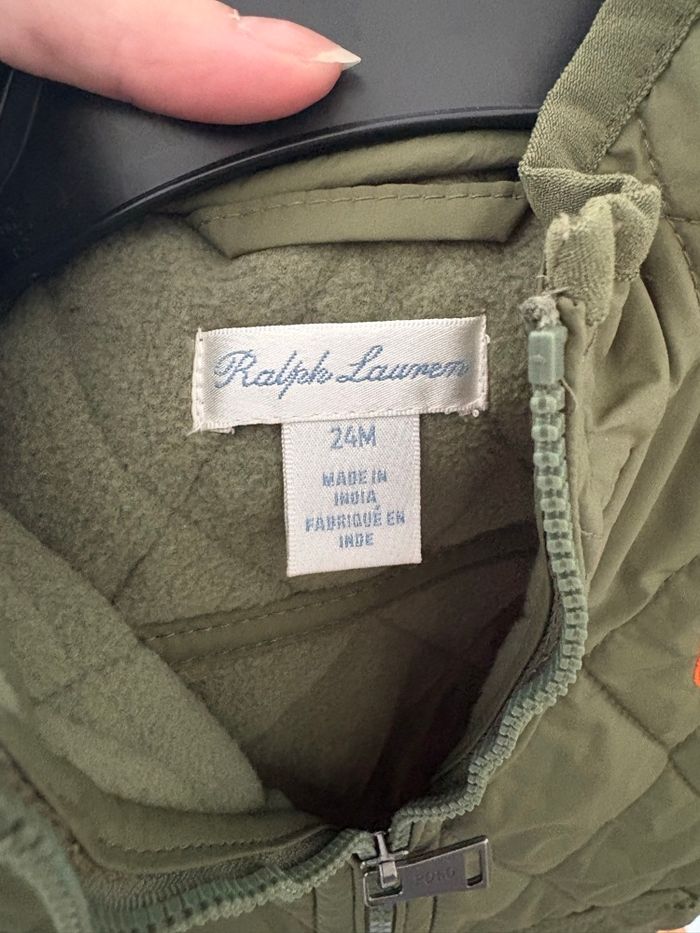 Ralph Lauren
24M
MADE IN
INDIA
FABRIQUÉ EN
INDE
POLO